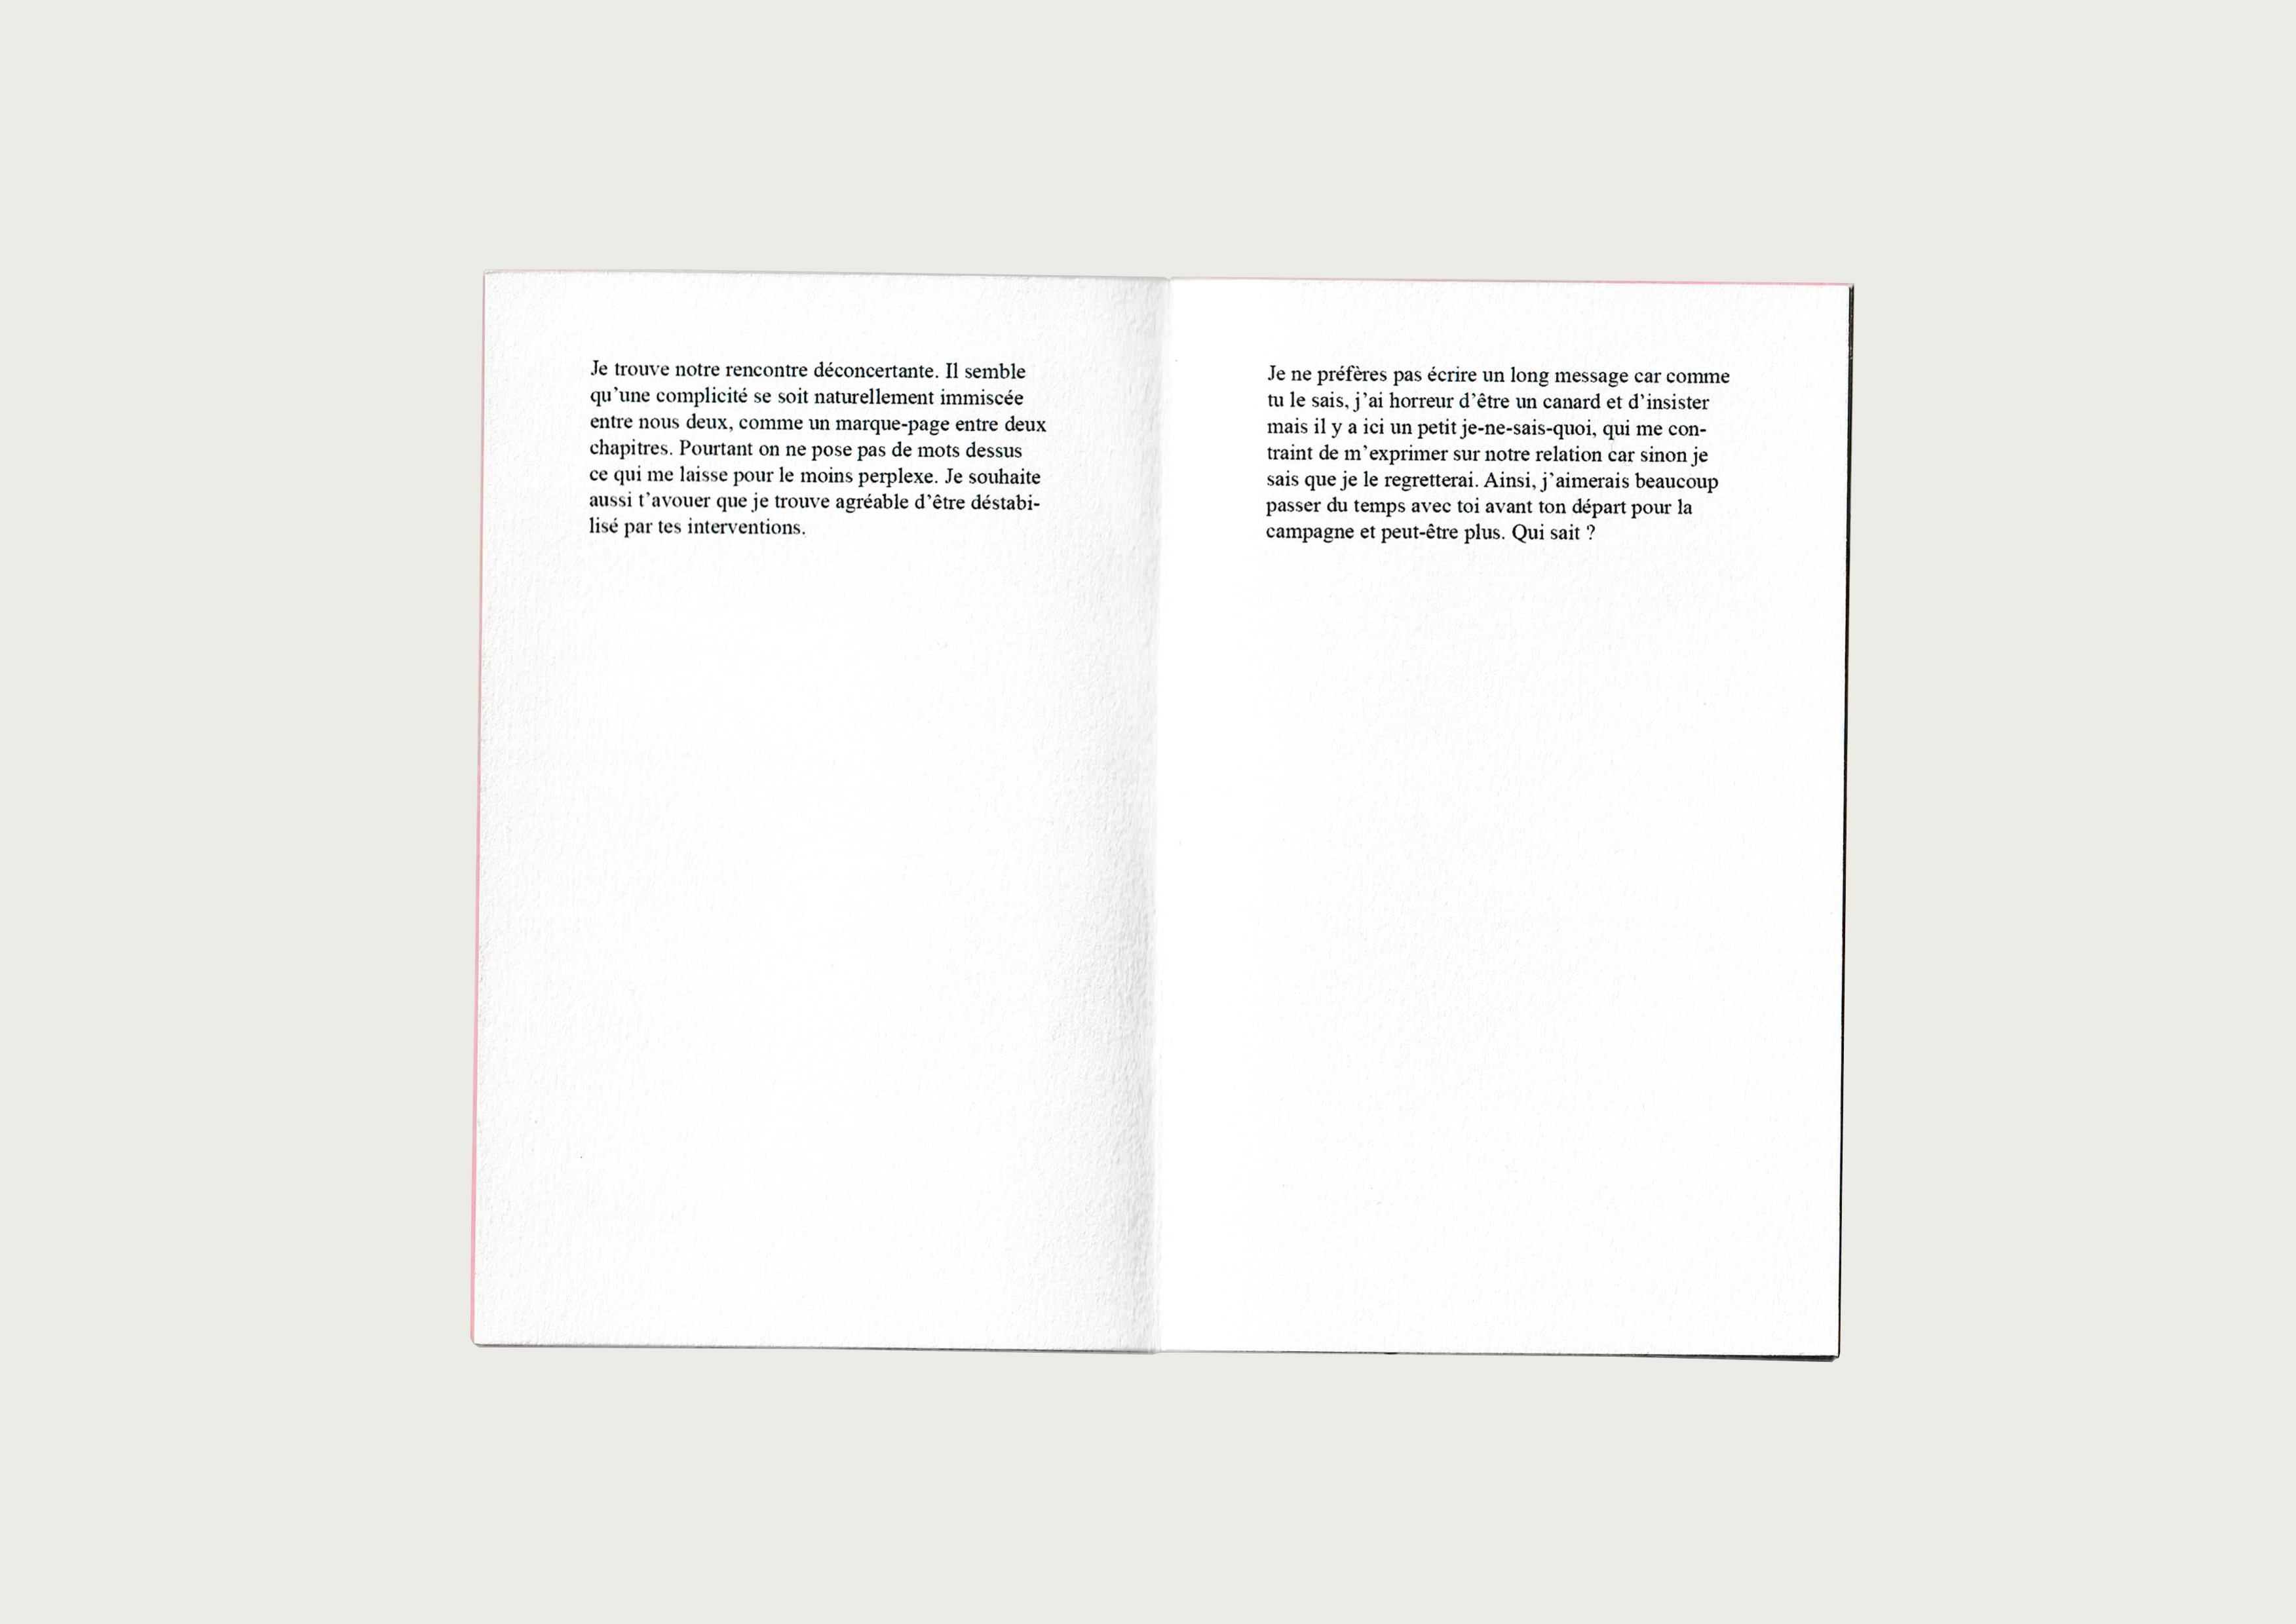 Je trouve notre rencontre déconcertante. Il semble
qu’une complicité se soit naturellement immiscée
entre nous deux, comme un marque-page entre deux
chapitres. Pourtant on ne pose pas de mots dessus
ce qui me laisse pour le moins perplexe. Je souhaite
aussi t’avouer que je trouve agréable d’être déstabi-
lisé par tes interventions.
Je ne préfères pas écrire un long message car comme
tu le sais, j’ai horreur d’être un canard et d’insister
mais il y a ici un petit je-ne-sais-quoi, qui me con-
traint de m’exprimer sur notre relation car sinon je
sais que je le regretterai. Ainsi, j’aimerais beaucoup
passer du temps avec toi avant ton départ pour la
campagne et peut-être plus. Qui sait ?